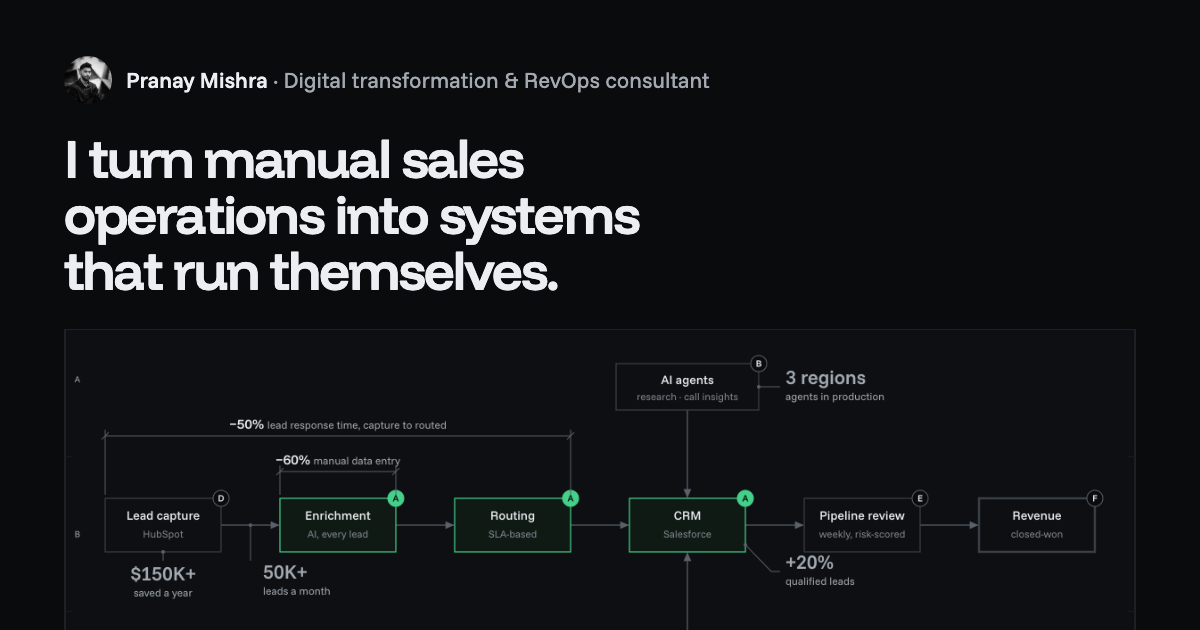 Pranay Mishra · Digital transformation & RevOps consultant
I turn manual sales
operations into systems
that run themselves.
A
AI agents
research · call insights
B
3 regions
agents in production
−50% lead response time, capture to routed
−60% manual data entry
B
Lead capture
HubSpot
D
Enrichment
AI, every lead
A
Routing
SLA-based
A
CRM
Salesforce
A
Pipeline review
weekly, risk-scored
E
Revenue
closed-won
F
$150K+
saved a year
50K+
leads a month
+20%
qualified leads